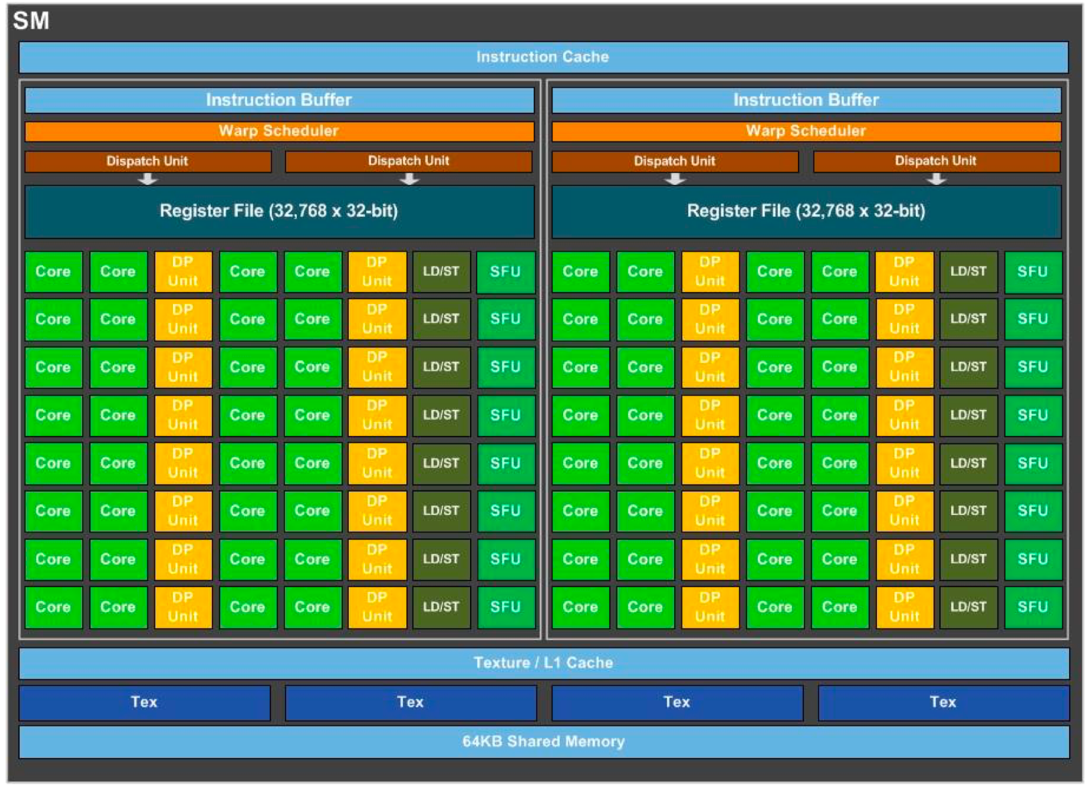 SM
Instruction Cache
Instruction Buffer
Warp Scheduler
Dispatch Unit Dispatch Unit
Register File (32,768 x 32-bit)
Core Core DP Unit Core Core DP Unit LD/ST SFU
Core Core DP Unit Core Core DP Unit LD/ST SFU
Core Core DP Unit Core Core DP Unit LD/ST SFU
Core Core DP Unit Core Core DP Unit LD/ST SFU
Core Core DP Unit Core Core DP Unit LD/ST SFU
Core Core DP Unit Core Core DP Unit LD/ST SFU
Core Core DP Unit Core Core DP Unit LD/ST SFU
Core Core DP Unit Core Core DP Unit LD/ST SFU
Instruction Buffer
Warp Scheduler
Dispatch Unit Dispatch Unit
Register File (32,768 x 32-bit)
Core Core DP Unit Core Core DP Unit LD/ST SFU
Core Core DP Unit Core Core DP Unit LD/ST SFU
Core Core DP Unit Core Core DP Unit LD/ST SFU
Core Core DP Unit Core Core DP Unit LD/ST SFU
Core Core DP Unit Core Core DP Unit LD/ST SFU
Core Core DP Unit Core Core DP Unit LD/ST SFU
Core Core DP Unit Core Core DP Unit LD/ST SFU
Core Core DP Unit Core Core DP Unit LD/ST SFU
Texture / L1 Cache
Tex Tex Tex Tex
64KB Shared Memory